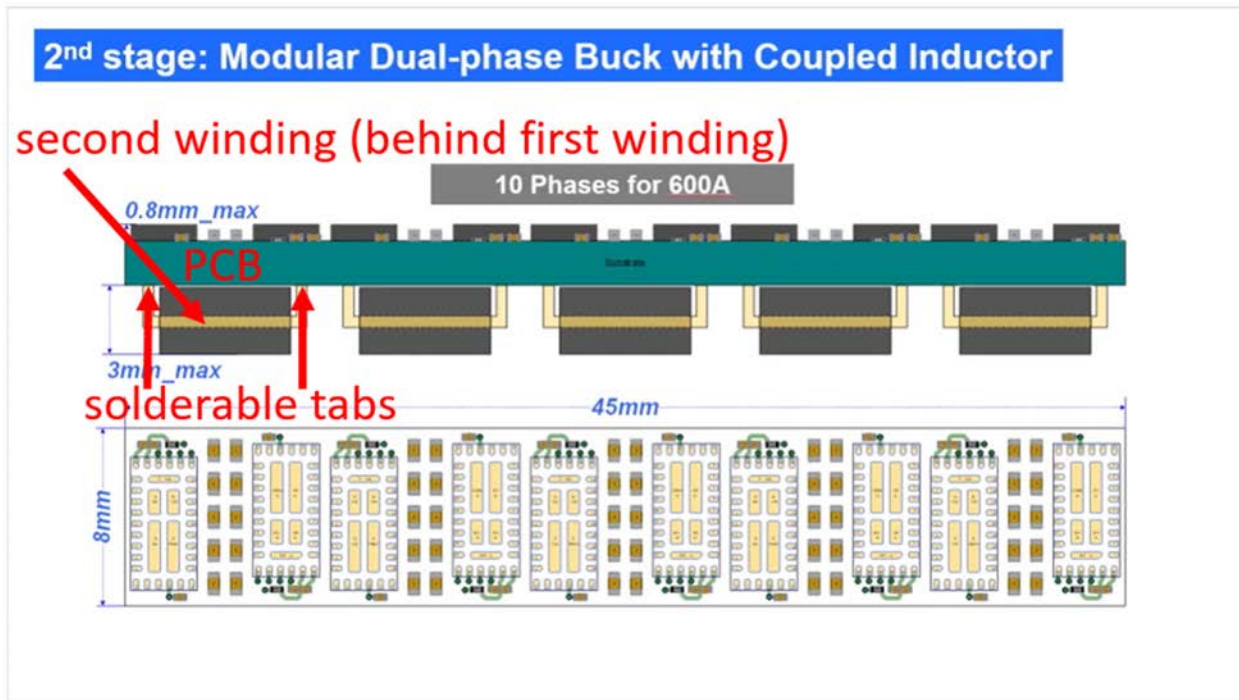 2nd stage: Modular Dual-phase Buck with Coupled Inductor
second winding (behind first winding)
10 Phases for 600A
0.8mm_max
PCB
Substrate
3mm_max
solderable tabs
45mm
8mm